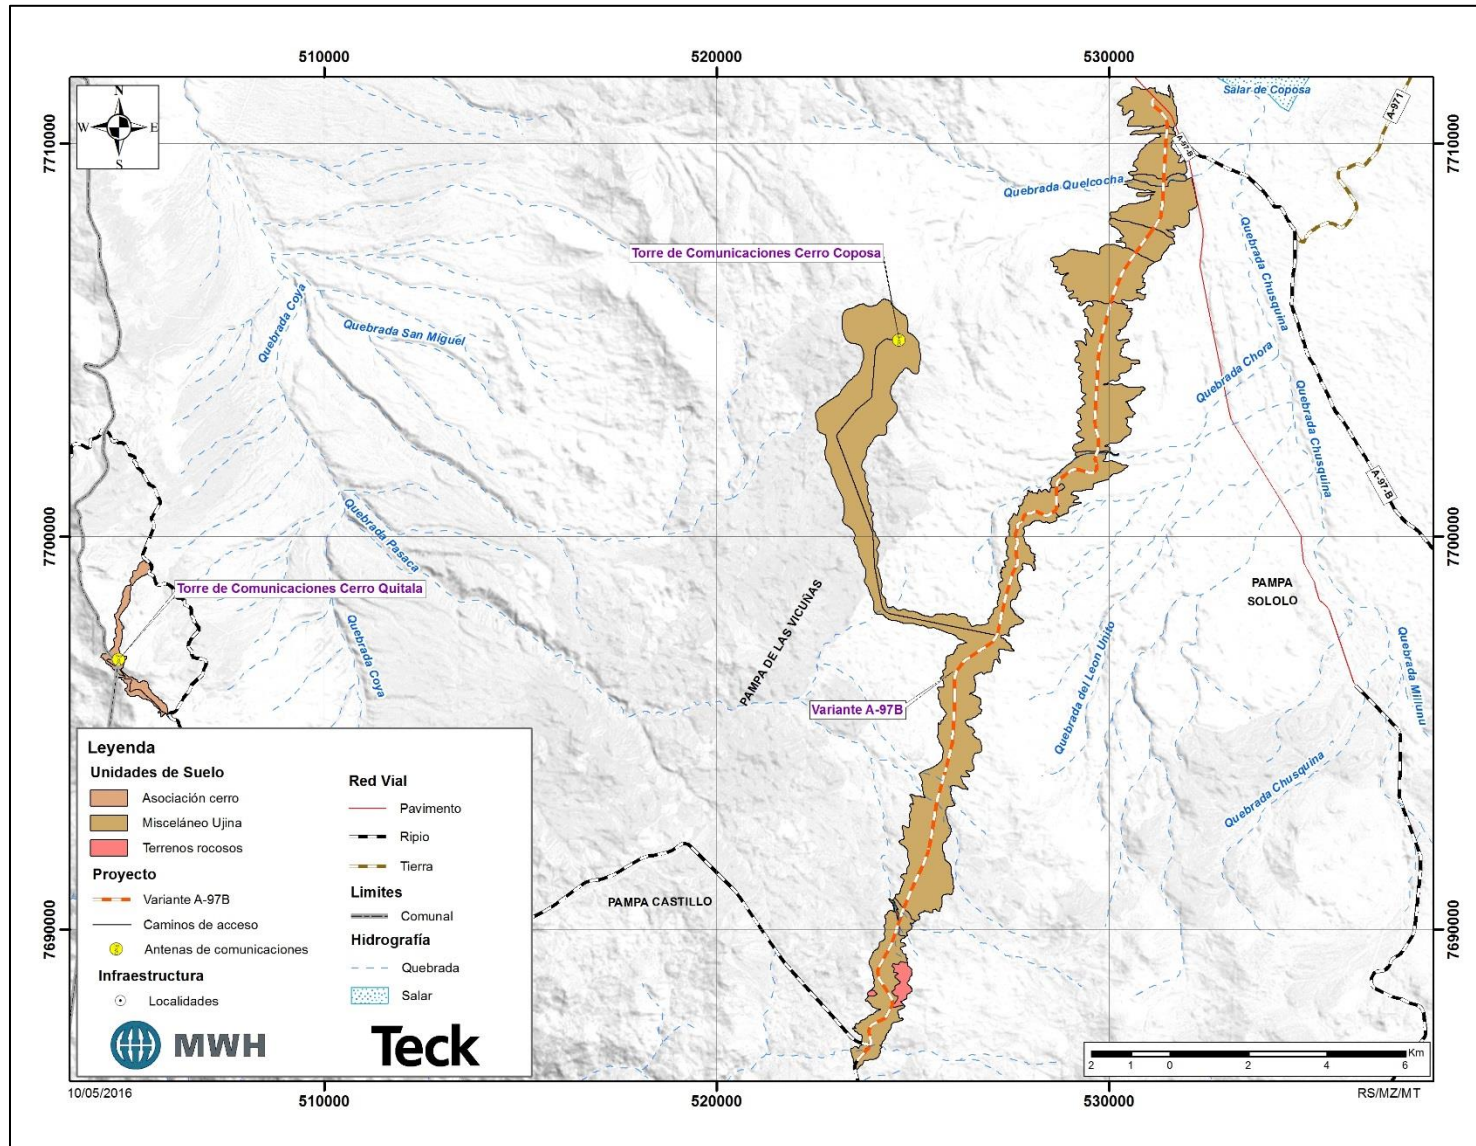 510000
520000
530000
N
W
E
S
7710000
7710000
Salar de Coposa
A-971
A-97-B
Quebrada Quelcocha
Torre de Comunicaciones Cerro Coposa
Quebrada Chusquina
Quebrada Coya
Quebrada San Miguel
Quebrada Chora
Quebrada Chusquina
A-97-B
7700000
7700000
Quebrada Pasaca
Torre de Comunicaciones Cerro Quitala
PAMPA
SOLOLO
PAMPA DE LAS VICUÑAS
Quebrada Coya
Quebrada del Leon Unito
Quebrada Millunu
Variante A-97B
Quebrada Chusquina
PAMPA CASTILLO
7690000
7690000
Leyenda
Unidades de Suelo
Asociación cerro
Misceláneo Ujina
Terrenos rocosos
Proyecto
Variante A-97B
Caminos de acceso
Antenas de comunicaciones
Infraestructura
Localidades
Red Vial
Pavimento
Ripio
Tierra
Limites
Comunal
Hidrografía
Quebrada
Salar
MWH
Teck
2 1 0 2 4 6
Km
10/05/2016
RS/MZ/MT
510000
520000
530000